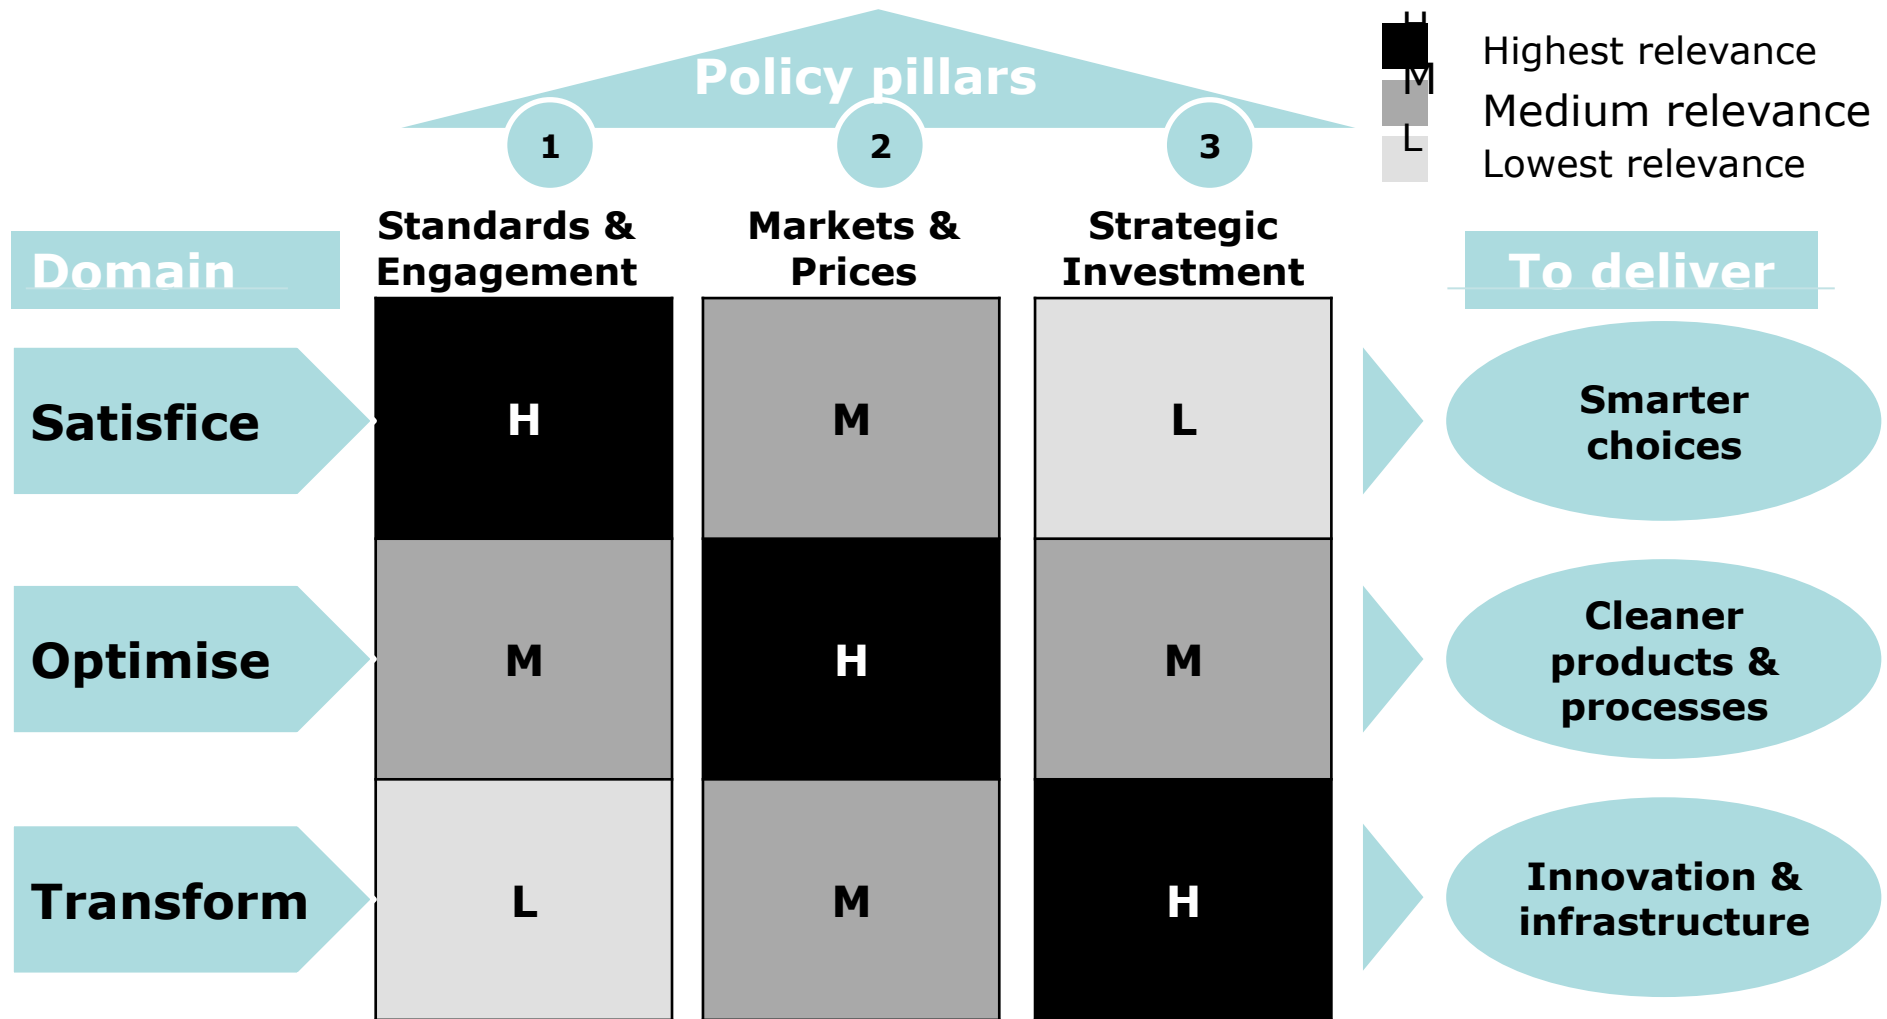 Policy pillars
1
2
3
H
Highest relevance
M
Medium relevance
L
Lowest relevance
Domain
Standards &
Engagement
Markets &
Prices
Strategic
Investment
To deliver
Satisfice
H
M
L
Smarter
choices
Optimise
M
H
M
Cleaner
products &
processes
Transform
L
M
H
Innovation &
infrastructure